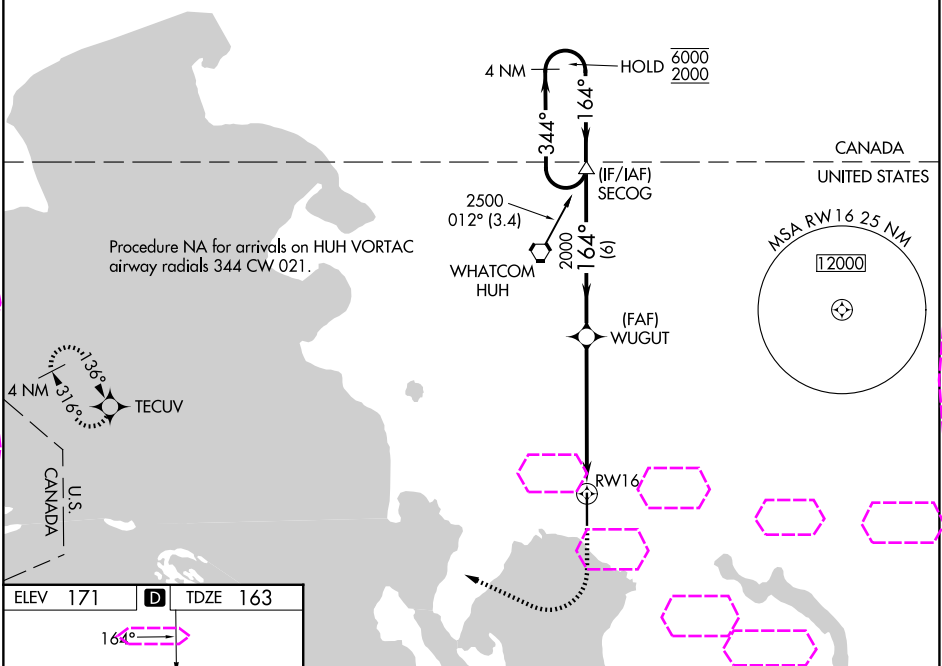 4 NM
HOLD 6000
2000
344°
164°
CANADA
UNITED STATES
(IF/IAF)
SECOG
2500
012° (3.4)
2000
164°
(6)
WHATCOM
HUH
Procedure NA for arrivals on HUH VORTAC
airway radials 344 CW 021.
MSA RW16 25 NM
12000
(FAF)
WUGUT
136°
4 NM
316°
TECUV
U.S.
CANADA
RW16
ELEV 171 D TDZE 163
164°